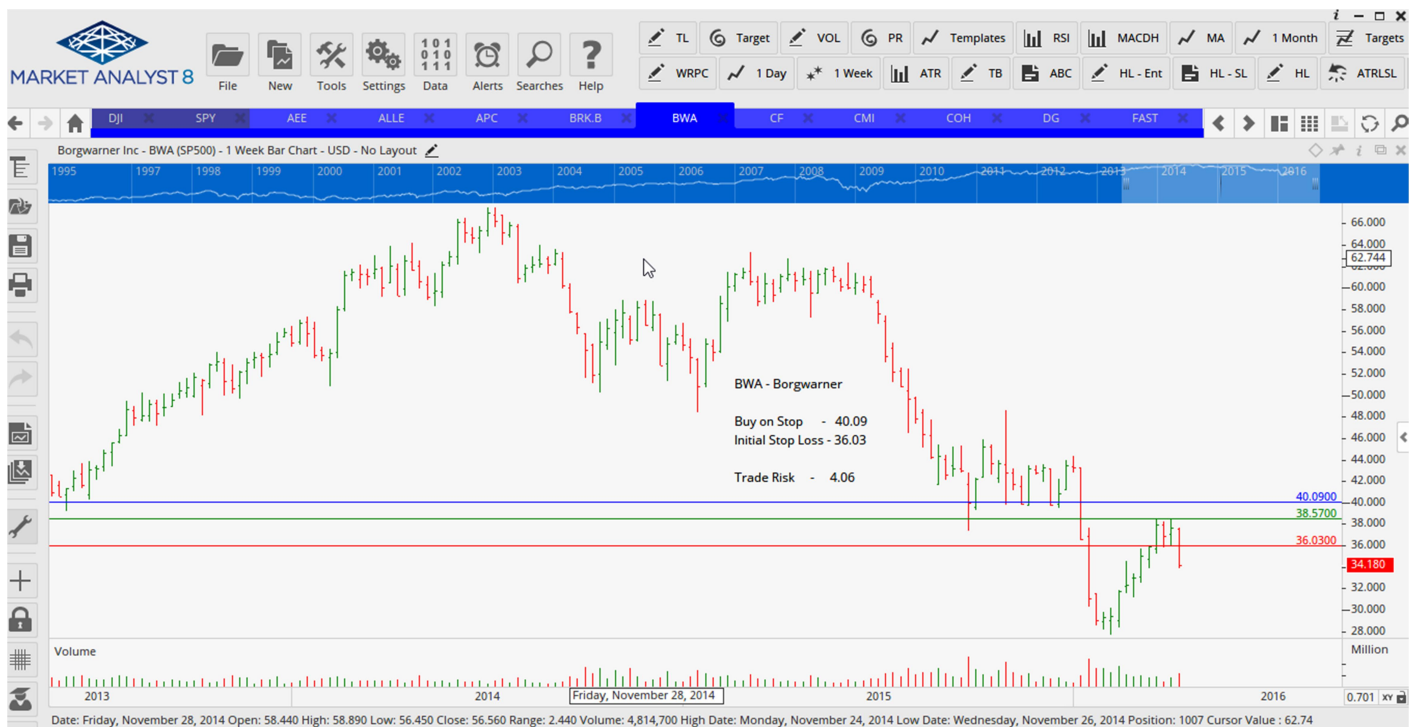 i
TL Target VOL PR Templates RSI MACDH MA 1 Month Targets
MARKET ANALYST 8
File New Tools Settings Data Alerts Searches Help
101
010
111
?
WRPC 1 Day 1 Week ATR TB ABC HL - Ent HL - SL HL ATRLSL
DJI SPY AEE ALLE APC BRK.B BWA CF CMI COH DG FAST
Borgwarner Inc - BWA (SP500) - 1 Week Bar Chart - USD - No Layout
i
1995 1997 1998 1999 2000 2001 2002 2003 2004 2005 2006 2007 2008 2009 2010 2011 2012 2013 2014 2015 2016
66.000
64.000
62.744
62.000
60.000
58.000
56.000
54.000
52.000
50.000
48.000
46.000
44.000
42.000
40.000
38.000
36.000
34.180
32.000
30.000
28.000
BWA - Borgwarner
Buy on Stop - 40.09
Initial Stop Loss - 36.03
Trade Risk - 4.06
40.0900
38.5700
36.0300
Volume
Million
2013 2014 Friday, November 28, 2014 2015 2016 0.701 XY
Date: Friday, November 28, 2014 Open: 58.440 High: 58.890 Low: 56.450 Close: 56.560 Range: 2.440 Volume: 4,814,700 High Date: Monday, November 24, 2014 Low Date: Wednesday, November 26, 2014 Position: 1007 Cursor Value : 62.74